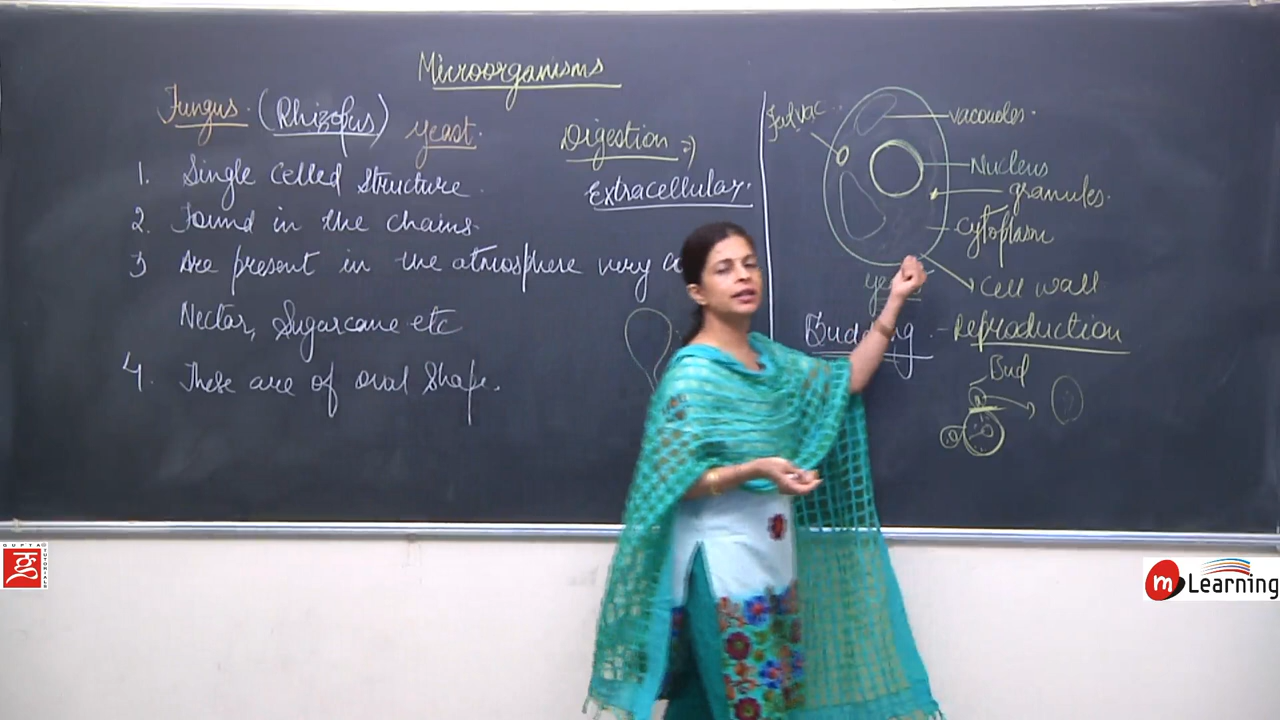 Microorganisms
Fungus. (Rhizopus) yeast.
1. Single celled structure.
2. Found in the chains.
3 Are present in the atmosphere very
Nectar, Sugarcane etc
4. These are of oval shape.
Digestion :-)
Extracellular.
vacuoles.
Nucleus
granules.
Cytoplasm
Cell wall
Budding - Reproduction
Bud
GUPTA TUTORIALS
m Learning